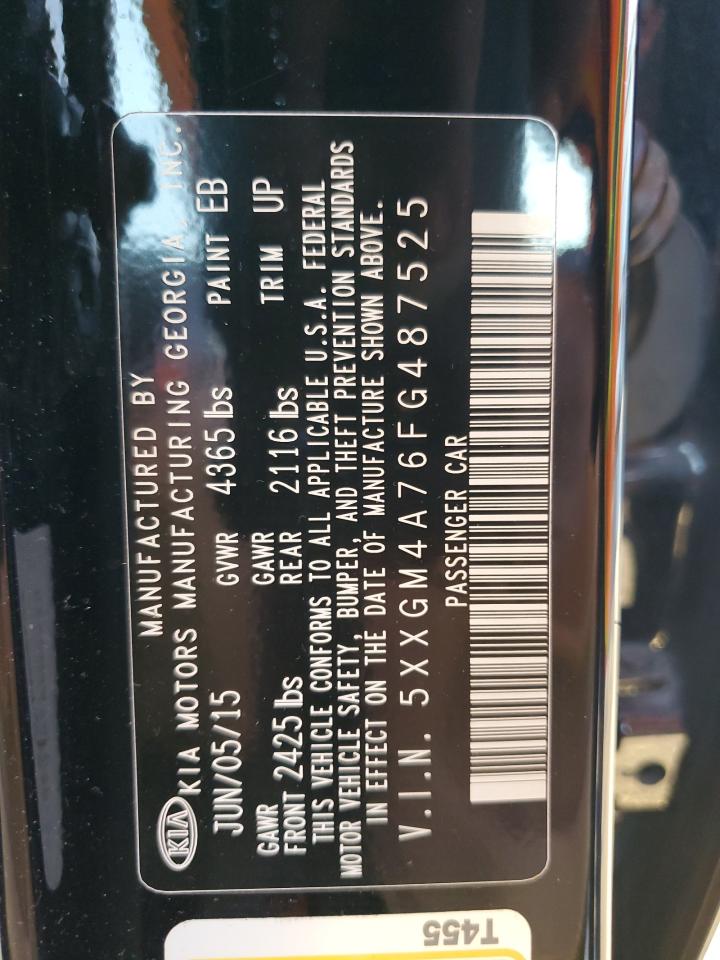 MANUFACTURED BY
KIA KIA MOTORS MANUFACTURING GEORGIA, INC.
JUN/05/15 GVWR 4365 lbs PAINT EB
GAWR FRONT 2425 lbs GAWR REAR 2116 lbs TRIM UP
THIS VEHICLE CONFORMS TO ALL APPLICABLE U.S.A. FEDERAL
MOTOR VEHICLE SAFETY, BUMPER, AND THEFT PREVENTION STANDARDS
IN EFFECT ON THE DATE OF MANUFACTURE SHOWN ABOVE.
V.I.N. 5XXGM4A76FG487525
PASSENGER CAR
T455